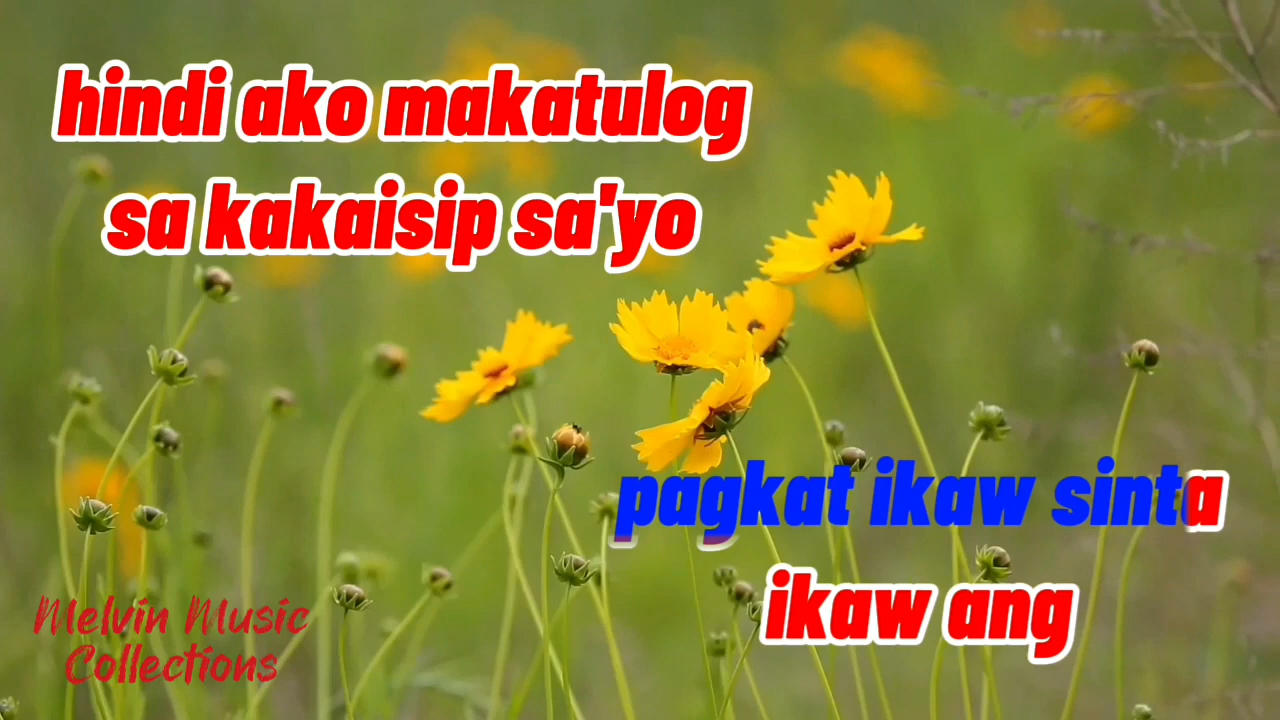 hindi ako makatulog
sa kakaisip sa'yo
pagkat ikaw sinta
ikaw ang
Melvin Music
Collections